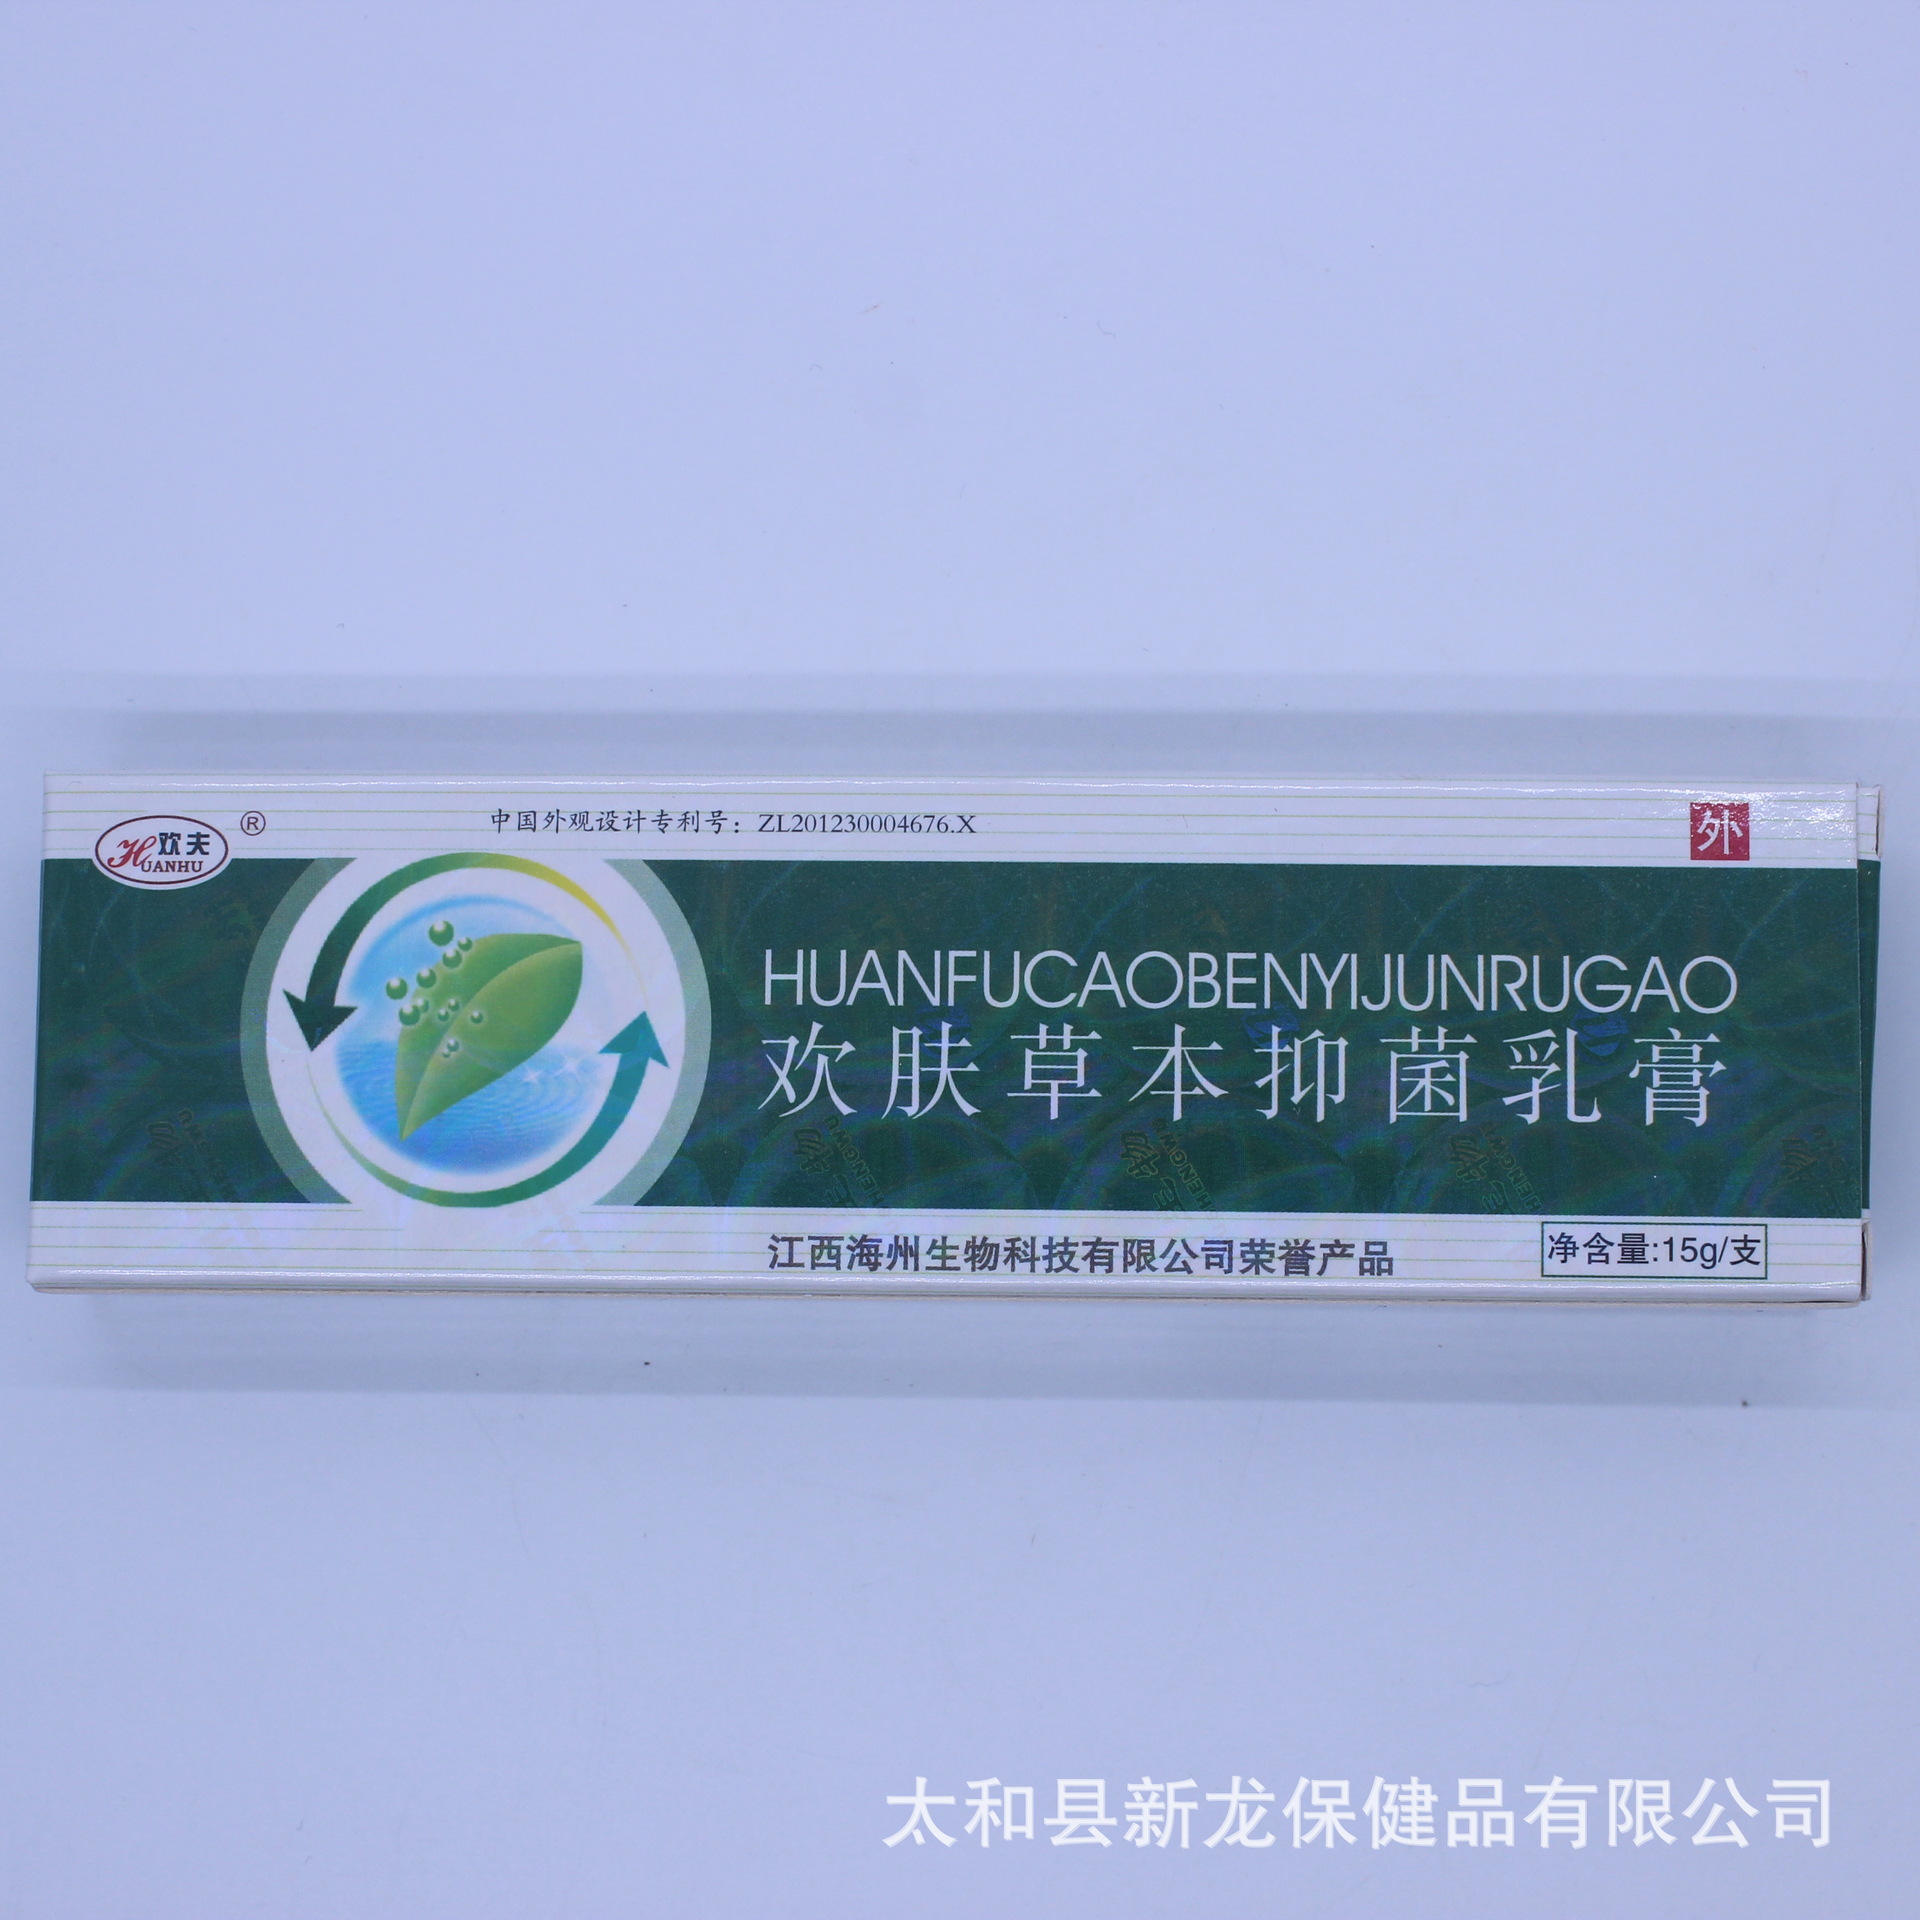 欢夫
HUANHU
®
中国外观设计专利号：ZL201230004676.X
外
HUANFUCAOBENYIJUNRUGAO
欢肤草本抑菌乳膏
江西海州生物科技有限公司荣誉产品
净含量:15g/支
太和县新龙保健品有限公司